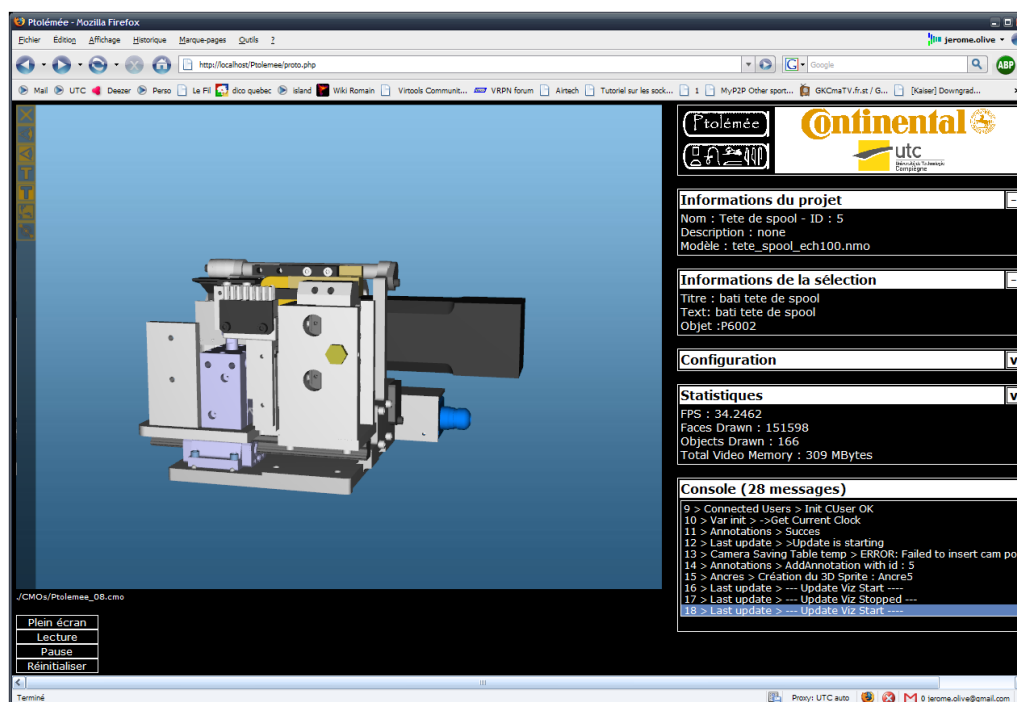 Ptolémée - Mozilla Firefox
Eichier Édition Affichage Historique Marque-pages Outils ?
jerome.olive
http://localhost/Ptolemee/proto.php
Google
ABP
Mail UTC Deezer Perso Le Fil dico quebec island Wiki Romain Virtools Communit... VRPN forum Airtech Tutoriel sur les sock... 1 MyP2P Other sport... GKCmaTV.fr.st / G... [Kaiser] Downgrad...
Ptolémée
Continental
utc
Université de Technologie
Compiègne
Informations du projet
Nom : Tete de spool - ID : 5
Description : none
Modèle : tete_spool_ech100.nmo
Informations de la sélection
Titre : bati tete de spool
Text: bati tete de spool
Objet :P6002
Configuration
v
Statistiques
v
FPS : 34.2462
Faces Drawn : 151598
Objects Drawn : 166
Total Video Memory : 309 MBytes
Console (28 messages)
9 > Connected Users > Init CUser OK
10 > Var init > ->Get Current Clock
11 > Annotations > Succes
12 > Last update > >Update is starting
13 > Camera Saving Table temp > ERROR: Failed to insert cam po
14 > Annotations > AddAnnotation with id : 5
15 > Ancres > Création du 3D Sprite : Ancre5
16 > Last update > --- Update Viz Start ----
17 > Last update > --- Update Viz Stopped ---
18 > Last update > --- Update Viz Start ----
./CMOs/Ptolemee_08.cmo
Plein écran
Lecture
Pause
Réinitialiser
Terminé
Proxy: UTC auto
0 jerome.olive@gmail.com